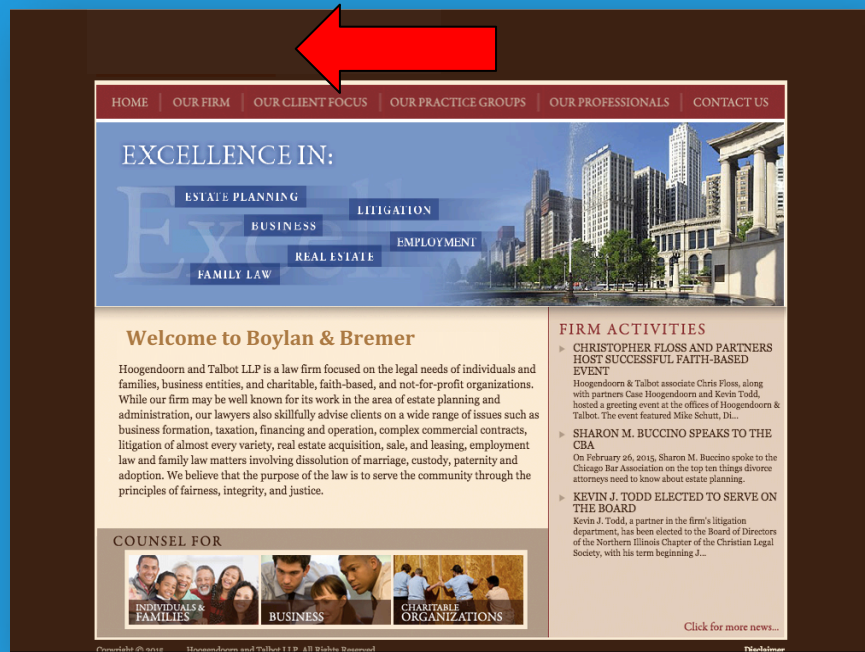 HOME OUR FIRM OUR CLIENT FOCUS OUR PRACTICE GROUPS OUR PROFESSIONALS CONTACT US
EXCELLENCE IN:
Excell
ESTATE PLANNING
LITIGATION
BUSINESS
EMPLOYMENT
REAL ESTATE
FAMILY LAW
Welcome to Boylan & Bremer
Hoogendoorn and Talbot LLP is a law firm focused on the legal needs of individuals and
families, business entities, and charitable, faith-based, and not-for-profit organizations.
While our firm may be well known for its work in the area of estate planning and
administration, our lawyers also skillfully advise clients on a wide range of issues such as
business formation, taxation, financing and operation, complex commercial contracts,
litigation of almost every variety, real estate acquisition, sale, and leasing, employment
law and family law matters involving dissolution of marriage, custody, paternity and
adoption. We believe that the purpose of the law is to serve the community through the
principles of fairness, integrity, and justice.
COUNSEL FOR
INDIVIDUALS &
FAMILIES
BUSINESS
CHARITABLE
ORGANIZATIONS
FIRM ACTIVITIES
CHRISTOPHER FLOSS AND PARTNERS
HOST SUCCESSFUL FAITH-BASED
EVENT
Hoogendoorn & Talbot associate Chris Floss, along
with partners Case Hoogendoorn and Kevin Todd,
hosted a greeting event at the offices of Hoogendoorn &
Talbot. The event featured Mike Schutt, Di...
SHARON M. BUCCINO SPEAKS TO THE
CBA
On February 26, 2015, Sharon M. Buccino spoke to the
Chicago Bar Association on the top ten things divorce
attorneys need to know about estate planning.
KEVIN J. TODD ELECTED TO SERVE ON
THE BOARD
Kevin J. Todd, a partner in the firm's litigation
department, has been elected to the Board of Directors
of the Northern Illinois Chapter of the Christian Legal
Society, with his term beginning J...
Click for more news...
Copyright © 2015 Hoogendoorn and Talbot LLP. All Rights Reserved. Disclaimer